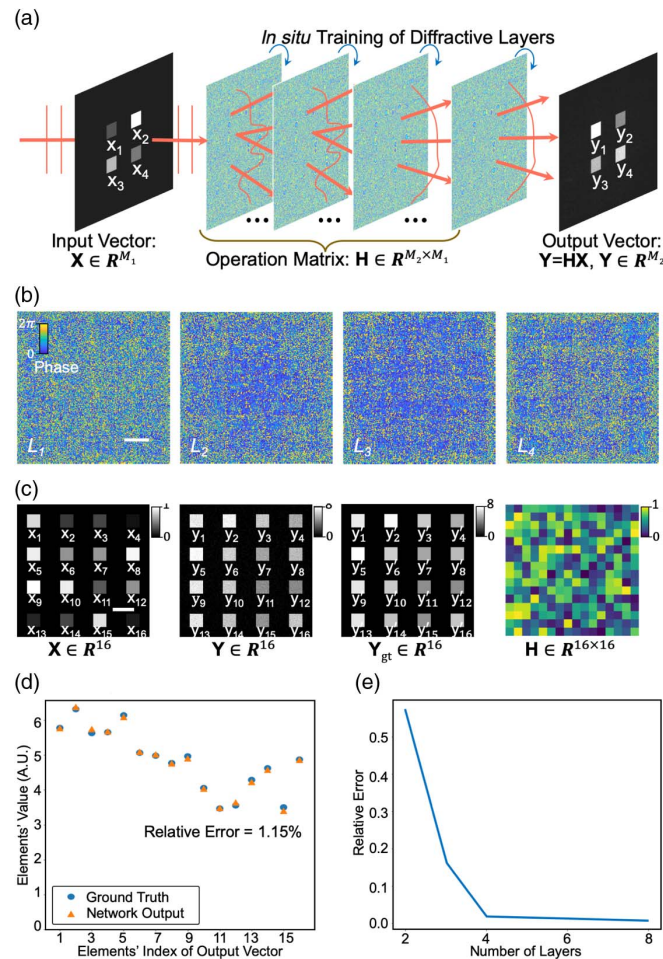 (a)
In situ Training of Diffractive Layers
x1 x2
x3 x4
y1 y2
y3 y4
••• ••• ••• •••
Input Vector:
X ∈ R^M1
Operation Matrix: H ∈ R^M2×M1
Output Vector:
Y=HX, Y ∈ R^M2
(b)
2π
0
Phase
L1 L2 L3 L4
(c)
1 8 8 1
0 0 0 0
x1 x2 x3 x4
x5 x6 x7 x8
x9 x10 x11 x12
x13 x14 x15 x16
X ∈ R^16
y1 y2 y3 y4
y5 y6 y7 y8
y9 y10 y11 y12
y13 y14 y15 y16
Y ∈ R^16
y'1 y'2 y'3 y'4
y'5 y'6 y'7 y'8
y'9 y'10 y'11 y'12
y'13 y'14 y'15 y'16
Ygt ∈ R^16
H ∈ R^16×16
(d)
Elements' Value (A.U.)
6
5
4
3
2
1
0
Relative Error = 1.15%
Ground Truth
Network Output
1 3 5 7 9 11 13 15
Elements' Index of Output Vector
(e)
Relative Error
0.5
0.4
0.3
0.2
0.1
0.0
2 4 6 8
Number of Layers